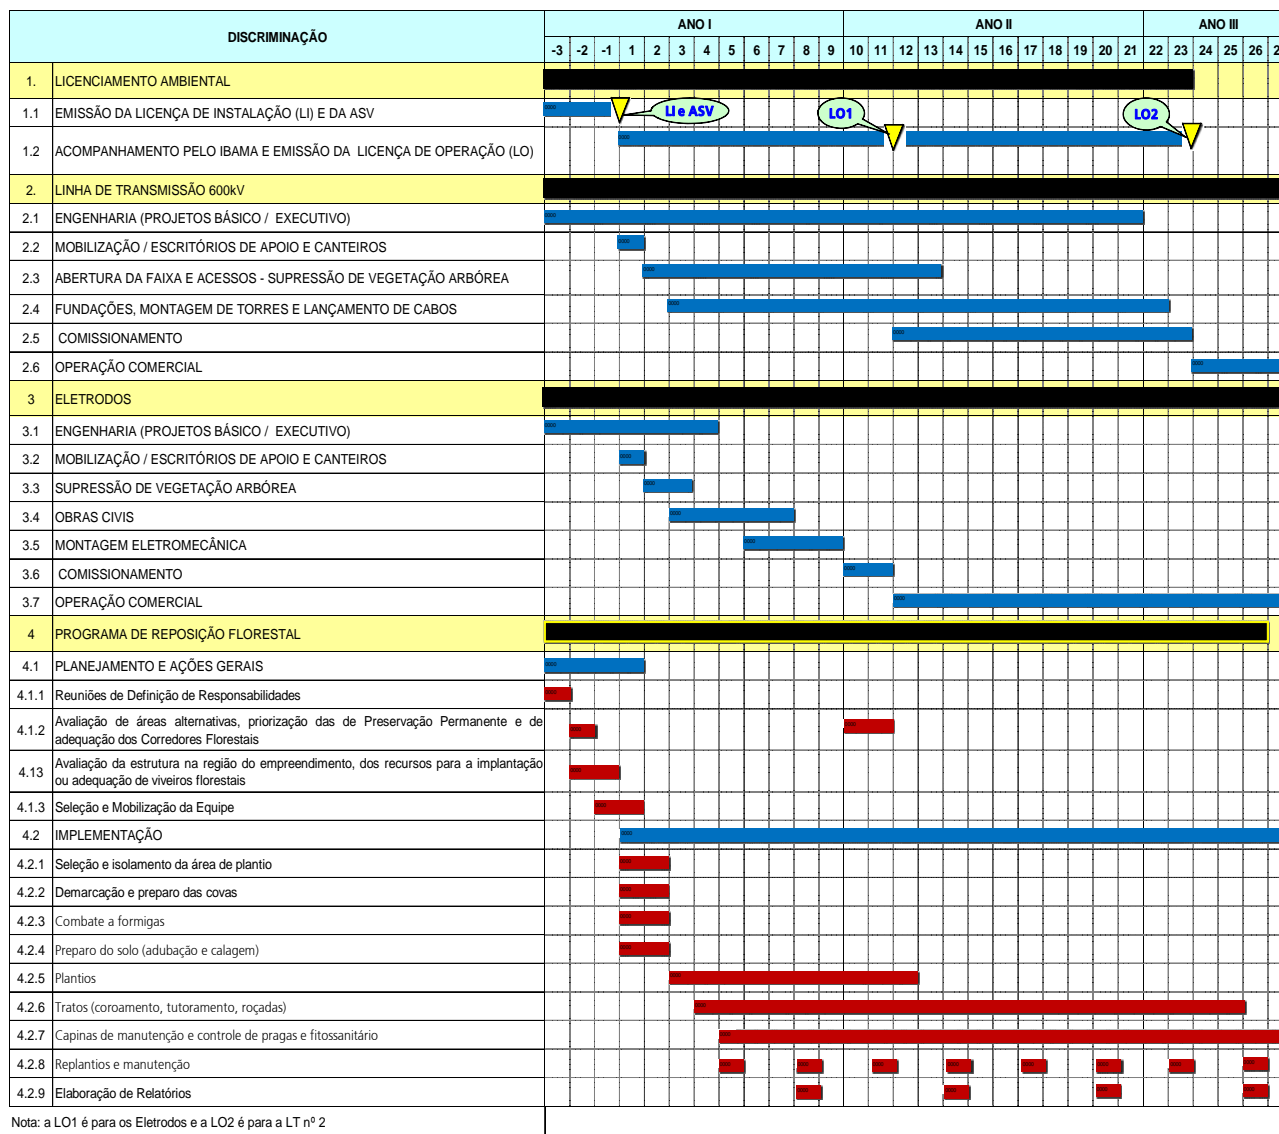 DISCRIMINAÇÃO
ANO I ANO II ANO III
-3 -2 -1 1 2 3 4 5 6 7 8 9 10 11 12 13 14 15 16 17 18 19 20 21 22 23 24 25 26
1. LICENCIAMENTO AMBIENTAL
1.1 EMISSÃO DA LICENÇA DE INSTALAÇÃO (LI) E DA ASV
LI e ASV
LO1
LO2
1.2 ACOMPANHAMENTO PELO IBAMA E EMISSÃO DA LICENÇA DE OPERAÇÃO (LO)
2. LINHA DE TRANSMISSÃO 600kV
2.1 ENGENHARIA (PROJETOS BÁSICO / EXECUTIVO)
2.2 MOBILIZAÇÃO / ESCRITÓRIOS DE APOIO E CANTEIROS
2.3 ABERTURA DA FAIXA E ACESSOS - SUPRESSÃO DE VEGETAÇÃO ARBÓREA
2.4 FUNDAÇÕES, MONTAGEM DE TORRES E LANÇAMENTO DE CABOS
2.5 COMISSIONAMENTO
2.6 OPERAÇÃO COMERCIAL
3 ELETRODOS
3.1 ENGENHARIA (PROJETOS BÁSICO / EXECUTIVO)
3.2 MOBILIZAÇÃO / ESCRITÓRIOS DE APOIO E CANTEIROS
3.3 SUPRESSÃO DE VEGETAÇÃO ARBÓREA
3.4 OBRAS CIVIS
3.5 MONTAGEM ELETROMECÂNICA
3.6 COMISSIONAMENTO
3.7 OPERAÇÃO COMERCIAL
4 PROGRAMA DE REPOSIÇÃO FLORESTAL
4.1 PLANEJAMENTO E AÇÕES GERAIS
4.1.1 Reuniões de Definição de Responsabilidades
4.1.2 Avaliação de áreas alternativas, priorização das de Preservação Permanente e de
adequação dos Corredores Florestais
4.13 Avaliação da estrutura na região do empreendimento, dos recursos para a implantação
ou adequação de viveiros florestais
4.1.3 Seleção e Mobilização da Equipe
4.2 IMPLEMENTAÇÃO
4.2.1 Seleção e isolamento da área de plantio
4.2.2 Demarcação e preparo das covas
4.2.3 Combate a formigas
4.2.4 Preparo do solo (adubação e calagem)
4.2.5 Plantios
4.2.6 Tratos (coroamento, tutoramento, roçadas)
4.2.7 Capinas de manutenção e controle de pragas e fitossanitário
4.2.8 Replantios e manutenção
4.2.9 Elaboração de Relatórios
Nota: a LO1 é para os Eletrodos e a LO2 é para a LT nº 2